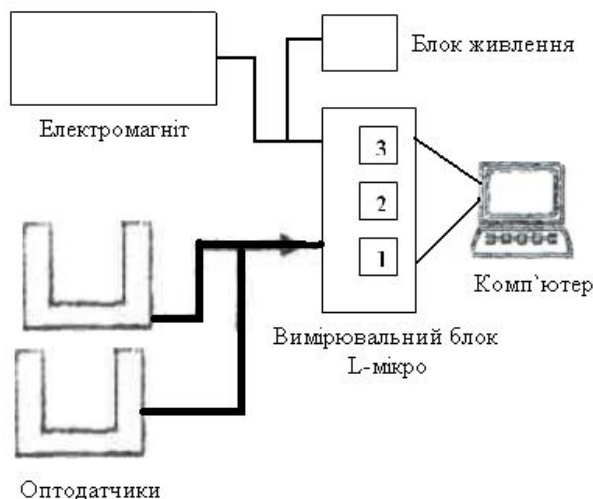 Блок живлення
Електромагніт
3
2
1
Комп`ютер
Вимірювальний блок
L-мікро
Оптодатчики